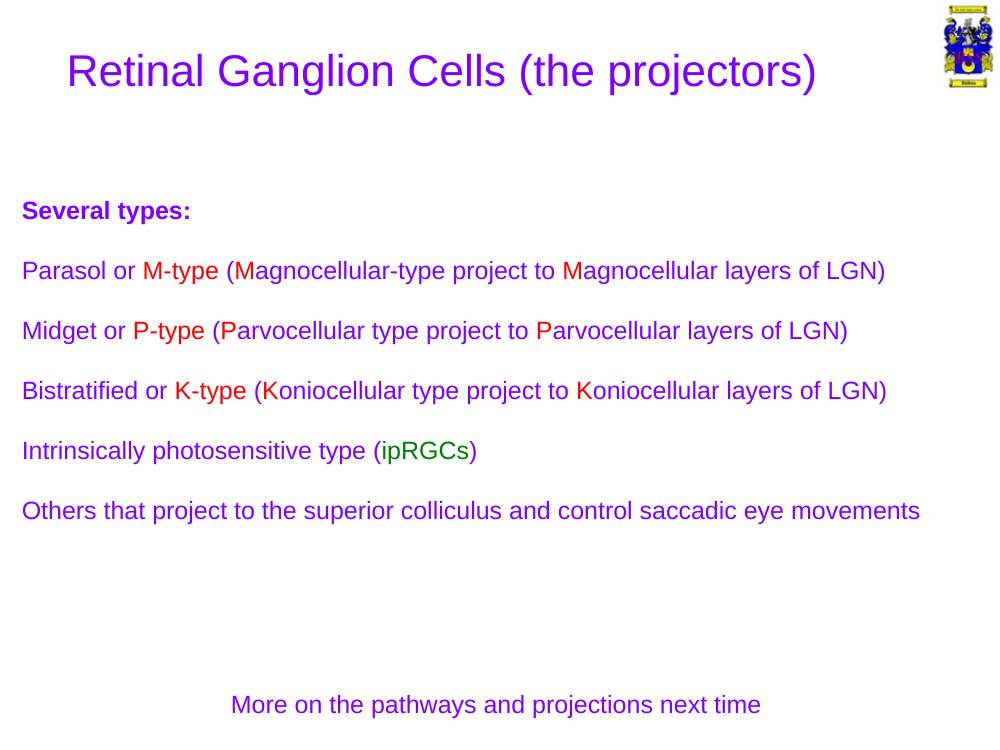 Retinal Ganglion Cells (the projectors)
Several types:
Parasol or M-type (Magnocellular-type project to Magnocellular layers of LGN)
Midget or P-type (Parvocellular type project to Parvocellular layers of LGN)
Bistratified or K-type (Koniocellular type project to Koniocellular layers of LGN)
Intrinsically photosensitive type (ipRGCs)
Others that project to the superior colliculus and control saccadic eye movements
More on the pathways and projections next time